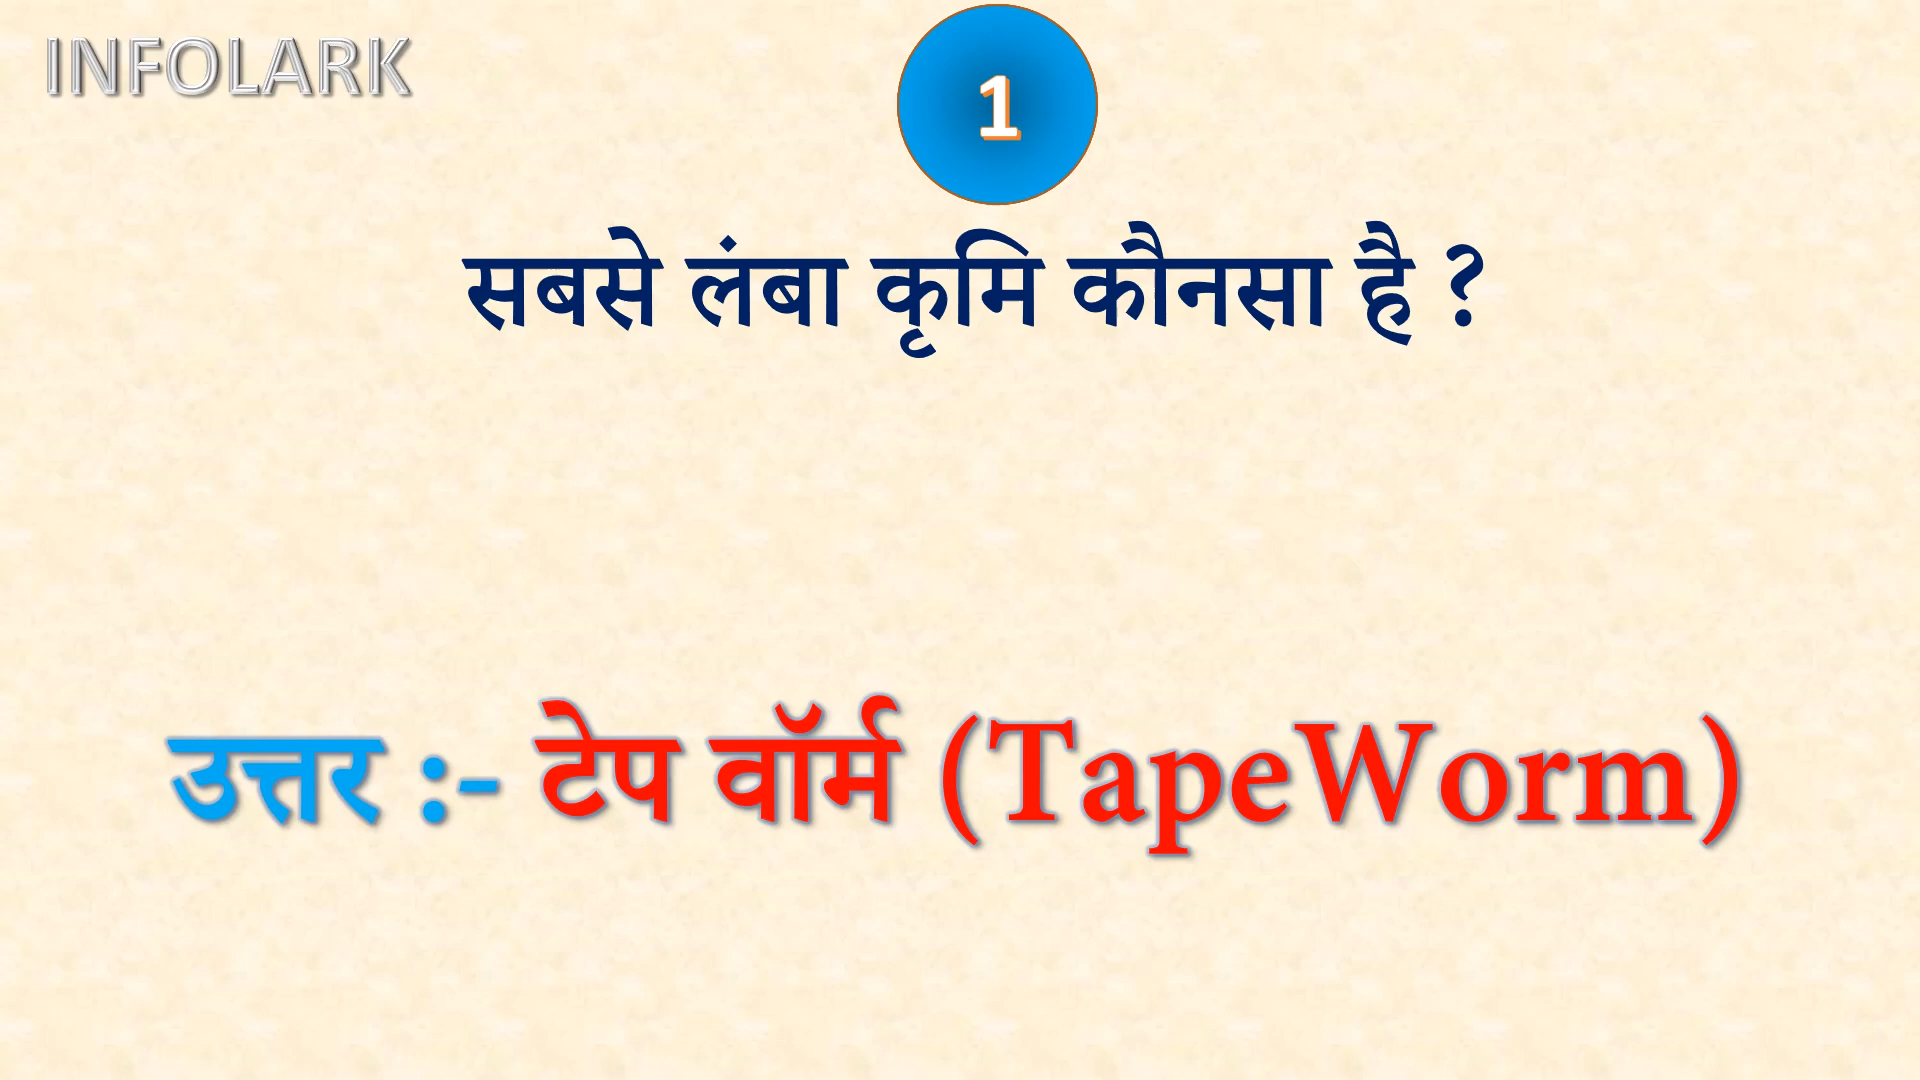 INFOLARK
1
सबसे लंबा कृमि कौनसा है ?
उत्तर :- टेप वॉर्म (TapeWorm)